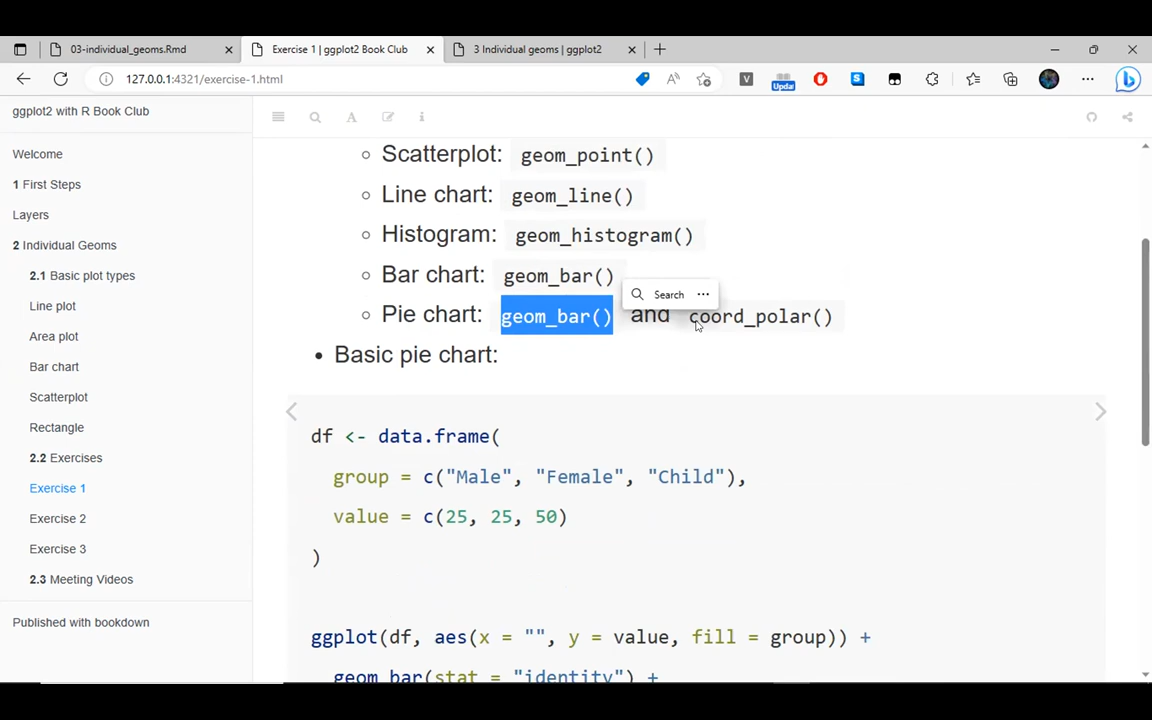 03-individual_geoms.Rmd
Exercise 1 | ggplot2 Book Club
3 Individual geoms | ggplot2
127.0.0.1:4321/exercise-1.html
ggplot2 with R Book Club
Welcome
1 First Steps
Layers
2 Individual Geoms
2.1 Basic plot types
Line plot
Area plot
Bar chart
Scatterplot
Rectangle
2.2 Exercises
Exercise 1
Exercise 2
Exercise 3
2.3 Meeting Videos
Published with bookdown
Scatterplot: geom_point()
Line chart: geom_line()
Histogram: geom_histogram()
Bar chart: geom_bar()
Search
Pie chart: geom_bar() and coord_polar()
• Basic pie chart:
df <- data.frame(
group = c("Male", "Female", "Child"),
value = c(25, 25, 50)
)
ggplot(df, aes(x = "", y = value, fill = group)) +
geom_bar(stat = "identity") +